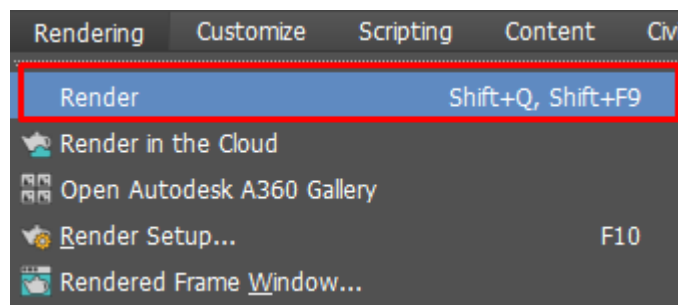 Rendering Customize Scripting Content Civ
Render Shift+Q, Shift+F9
Render in the Cloud
Open Autodesk A360 Gallery
Render Setup... F10
Rendered Frame Window...